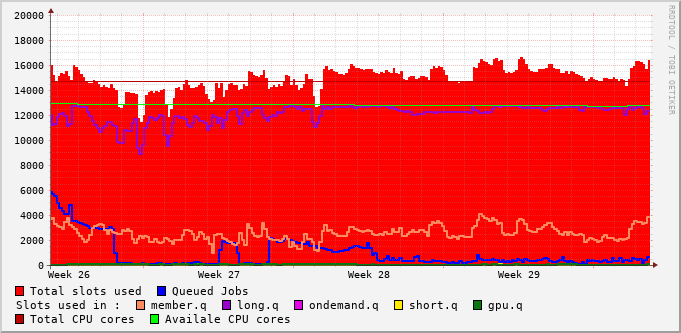 20000
18000
16000
14000
12000
10000
8000
6000
4000
2000
0
Week 26 Week 27 Week 28 Week 29
RRDTOOL / TOBI OETIKER
Total slots used Queued Jobs
Slots used in : member.q long.q ondemand.q short.q gpu.q
Total CPU cores Availale CPU cores